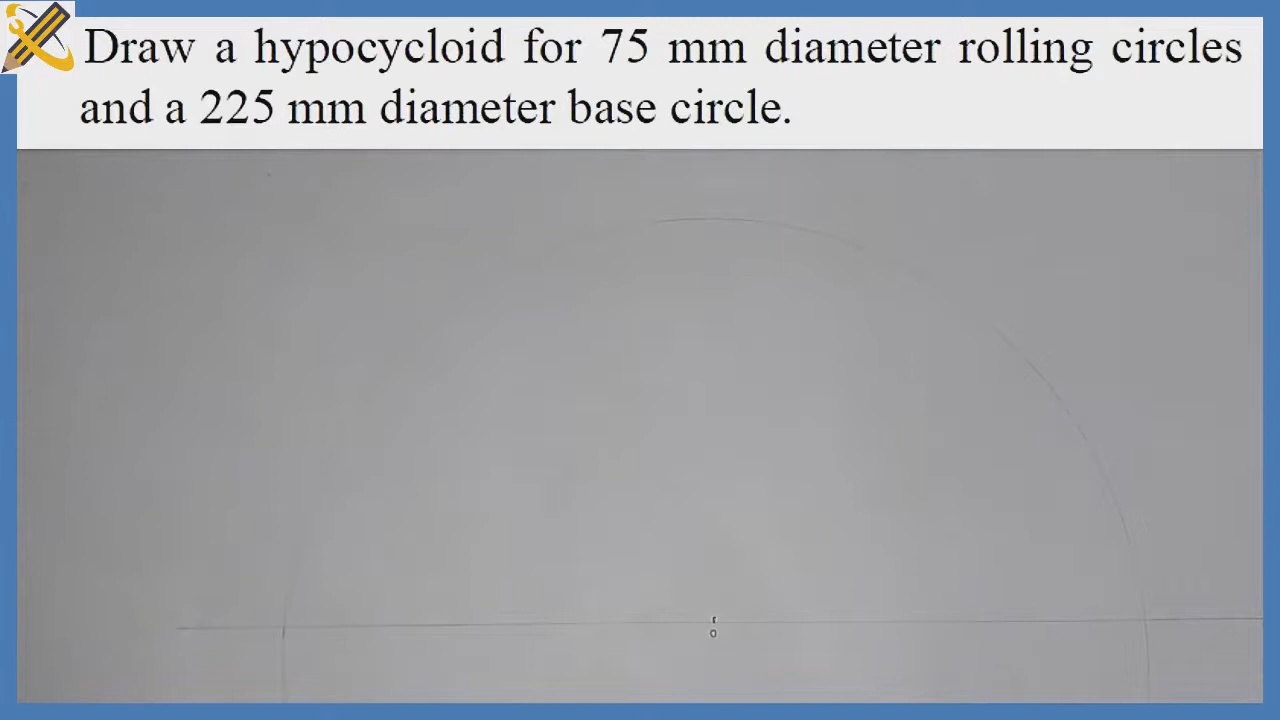 Draw a hypocycloid for 75 mm diameter rolling circles
and a 225 mm diameter base circle.
o